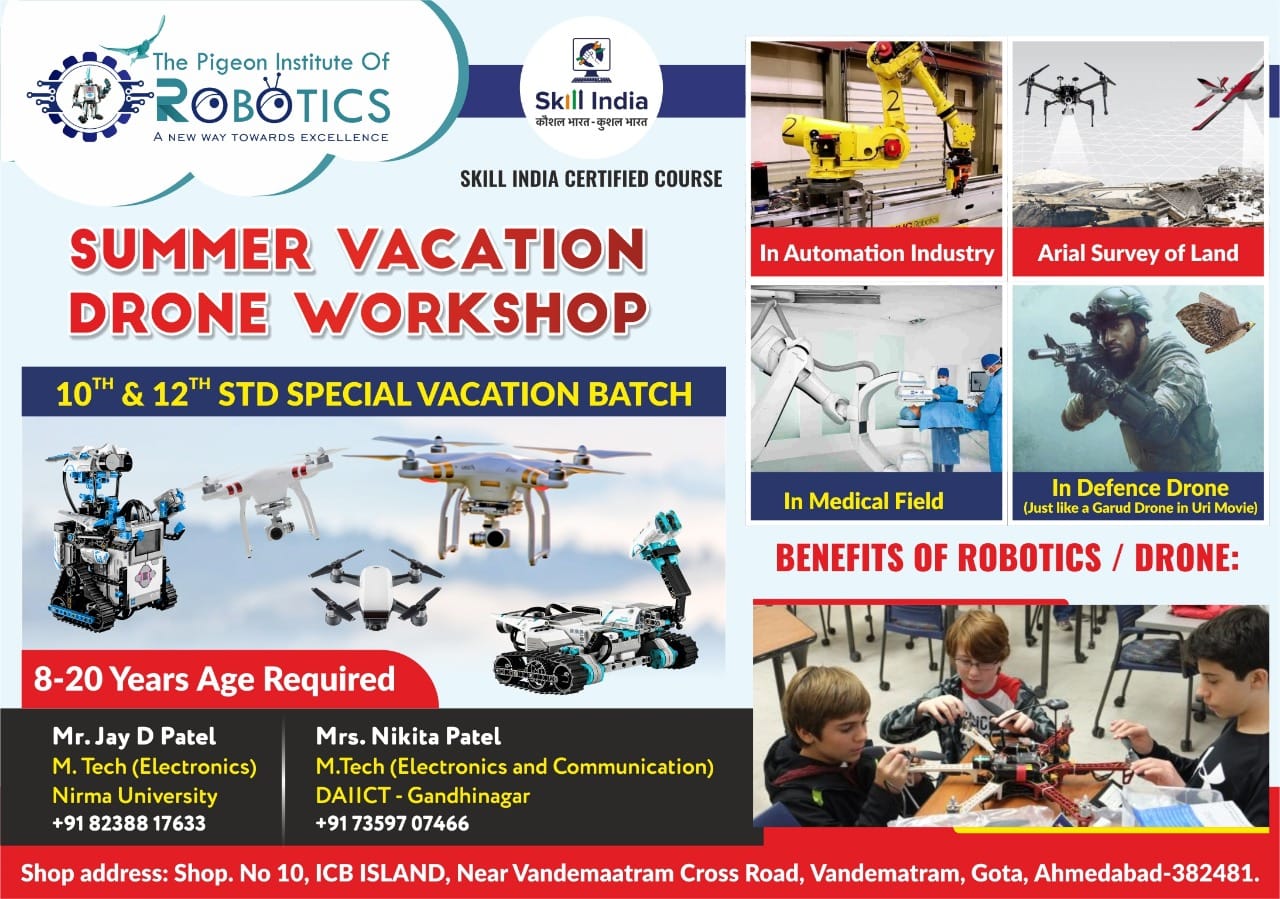 The Pigeon Institute Of
ROBOTICS
A NEW WAY TOWARDS EXCELLENCE
Skill India
कौशल भारत - कुशल भारत
SKILL INDIA CERTIFIED COURSE
SUMMER VACATION
DRONE WORKSHOP
10TH & 12TH STD SPECIAL VACATION BATCH
8-20 Years Age Required
Mr. Jay D Patel
M. Tech (Electronics)
Nirma University
+91 82388 17633
Mrs. Nikita Patel
M.Tech (Electronics and Communication)
DAIICT - Gandhinagar
+91 73597 07466
2
2
Robotics
In Automation Industry
Arial Survey of Land
In Medical Field
In Defence Drone
(Just like a Garud Drone in Uri Movie)
BENEFITS OF ROBOTICS / DRONE:
Shop address: Shop. No 10, ICB ISLAND, Near Vandemaatram Cross Road, Vandematram, Gota, Ahmedabad-382481.